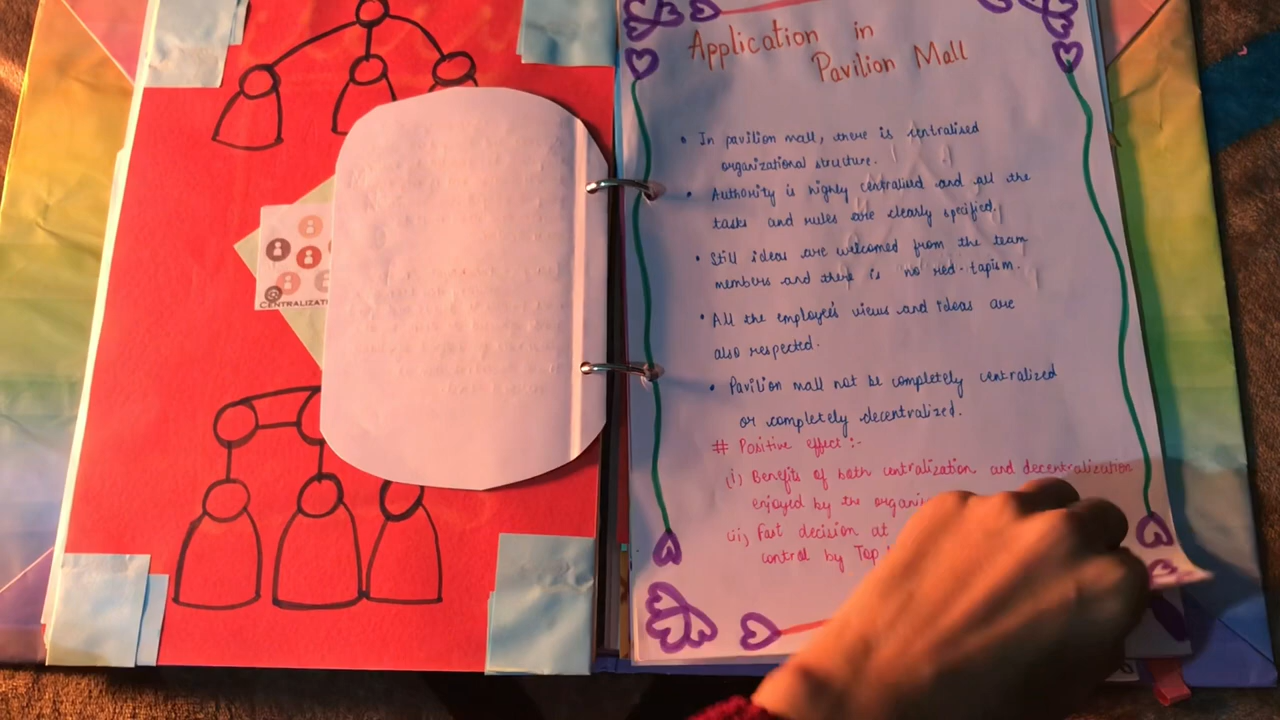 CENTRALIZATI
Application in
Pavilion Mall
• In pavilion mall, there is centralised
organizational structure.
• Authority is highly centralised and all the
tasks and rules are clearly specified.
• Still ideas are welcomed from the team
members and there is no red-tapism.
• All the employee's views and ideas are
also respected.
• Pavilion mall not be completely centralized
or completely decentralized.
# Positive effect :-
(i) Benefits of both centralization and decentralization
enjoyed by the
(ii) Fast decision at
control by Top